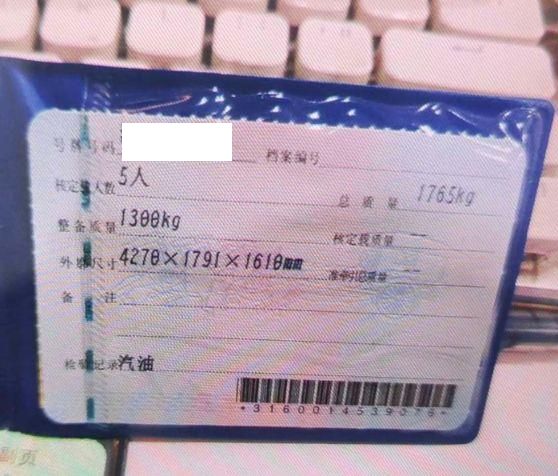 号牌号码 档案编号
核定载人数 5人 总质量 1765kg
整备质量 1300kg 核定载质量 --
外廓尺寸 4270×1791×1610mm 准牵引总质量 --
备注
检验记录 汽油
*3160014539076*
副页